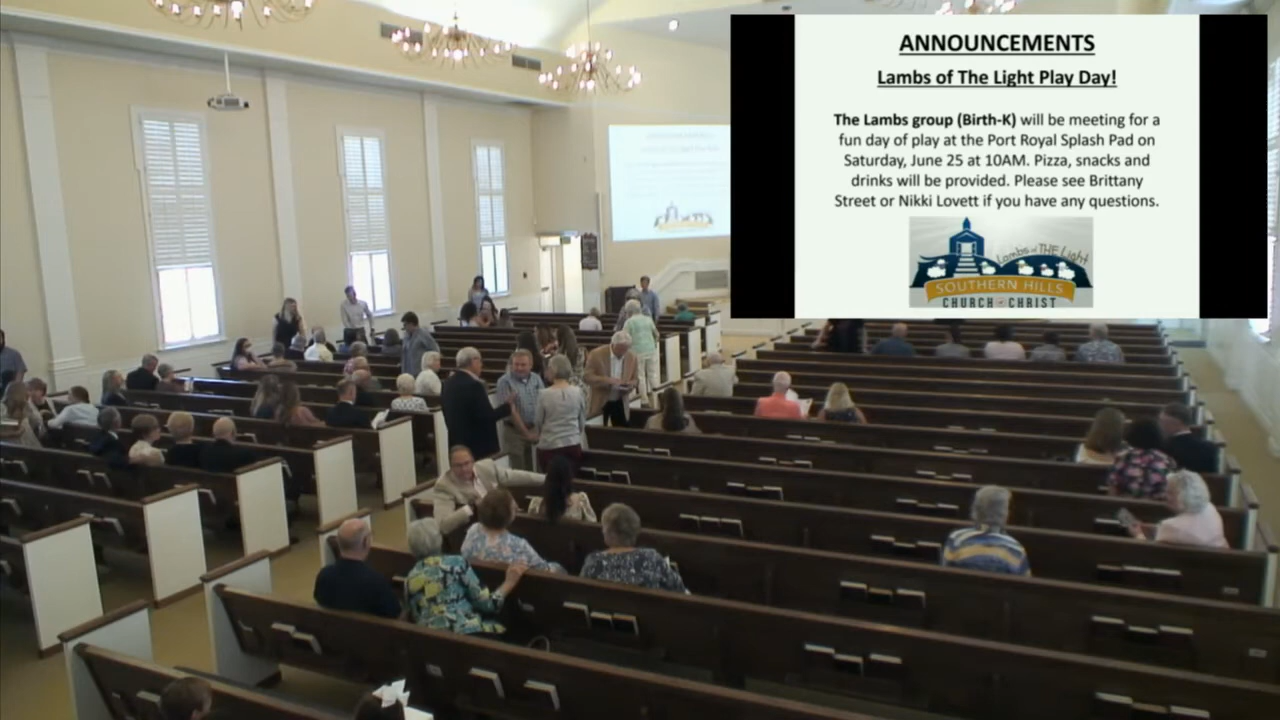 ANNOUNCEMENTS
Lambs of The Light Play Day!
The Lambs group (Birth-K) will be meeting for a
fun day of play at the Port Royal Splash Pad on
Saturday, June 25 at 10AM. Pizza, snacks and
drinks will be provided. Please see Brittany
Street or Nikki Lovett if you have any questions.
Lambs of THE Light
SOUTHERN HILLS
CHURCH of CHRIST